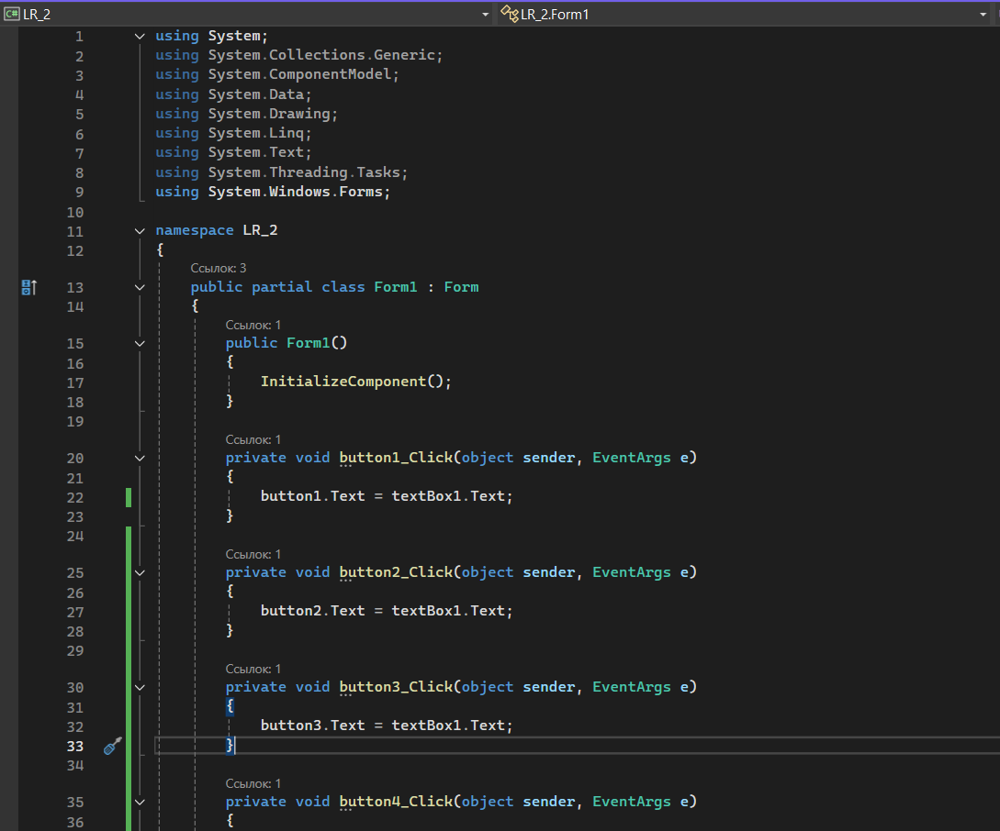 C# LR_2 LR_2.Form1
1 using System;
2 using System.Collections.Generic;
3 using System.ComponentModel;
4 using System.Data;
5 using System.Drawing;
6 using System.Linq;
7 using System.Text;
8 using System.Threading.Tasks;
9 using System.Windows.Forms;
10
11 namespace LR_2
12 {
Ссылок: 3
13 public partial class Form1 : Form
14 {
Ссылок: 1
15 public Form1()
16 {
17 InitializeComponent();
18 }
19
Ссылок: 1
20 private void button1_Click(object sender, EventArgs e)
21 {
22 button1.Text = textBox1.Text;
23 }
24
Ссылок: 1
25 private void button2_Click(object sender, EventArgs e)
26 {
27 button2.Text = textBox1.Text;
28 }
29
Ссылок: 1
30 private void button3_Click(object sender, EventArgs e)
31 {
32 button3.Text = textBox1.Text;
33 }
34
Ссылок: 1
35 private void button4_Click(object sender, EventArgs e)
36 {